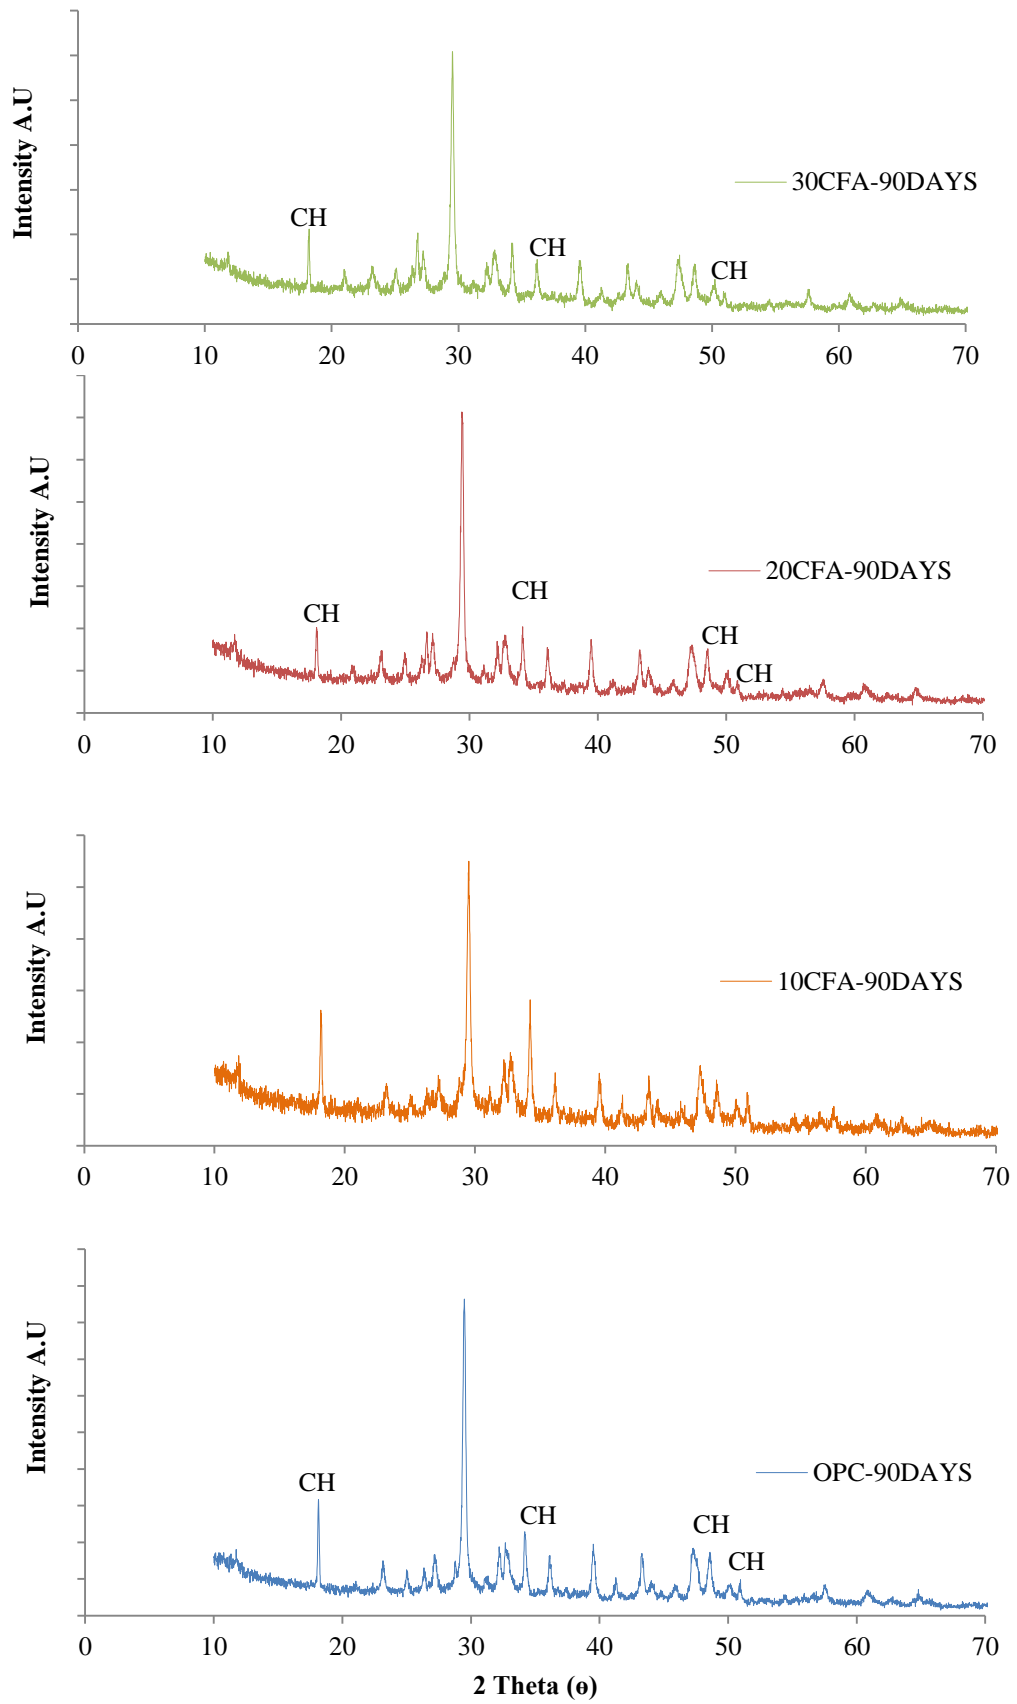 Intensity A.U
30CFA-90DAYS
CH
CH
CH
0 10 20 30 40 50 60 70
Intensity A.U
20CFA-90DAYS
CH
CH
CH
CH
0 10 20 30 40 50 60 70
Intensity A.U
10CFA-90DAYS
0 10 20 30 40 50 60 70
Intensity A.U
OPC-90DAYS
CH
CH
CH
CH
0 10 20 30 40 50 60 70
2 Theta (ɵ)